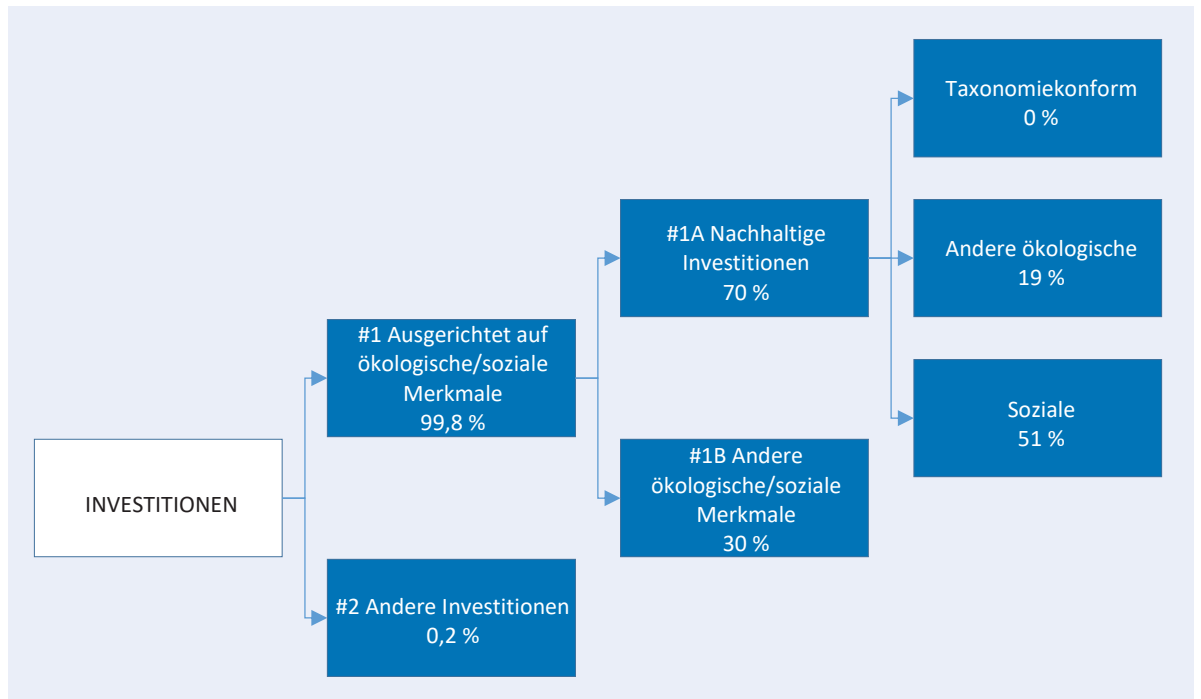 INVESTITIONEN
#1 Ausgerichtet auf
ökologische/soziale
Merkmale
99,8 %
#2 Andere Investitionen
0,2 %
#1A Nachhaltige
Investitionen
70 %
#1B Andere
ökologische/soziale
Merkmale
30 %
Taxonomiekonform
0 %
Andere ökologische
19 %
Soziale
51 %